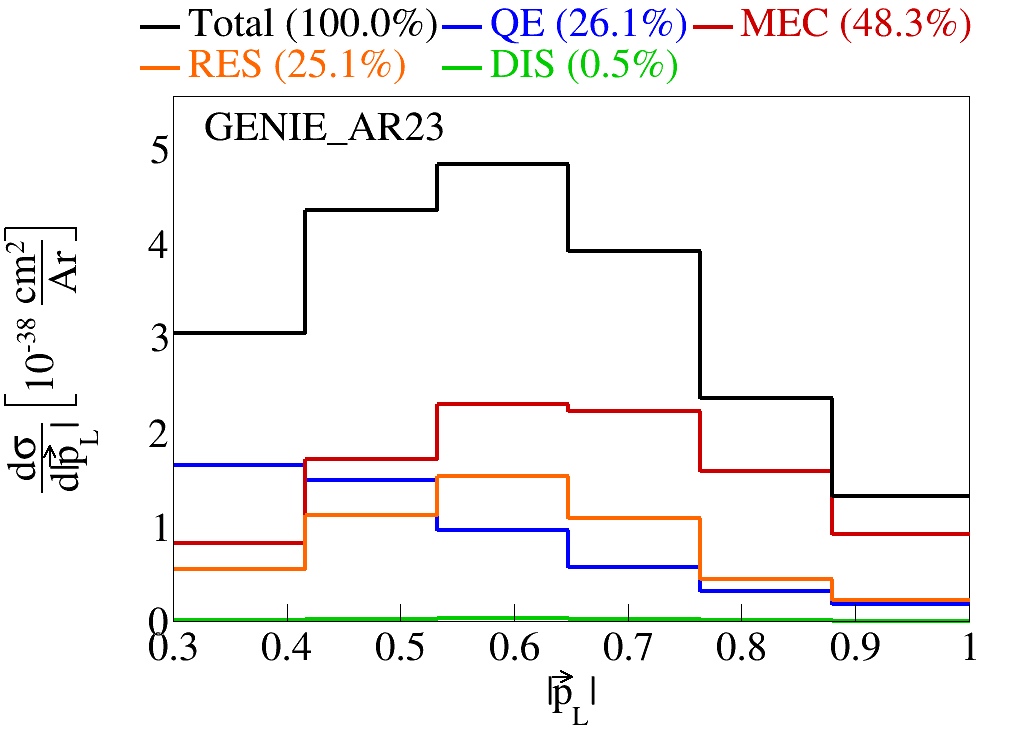 Total (100.0%) QE (26.1%) MEC (48.3%)
RES (25.1%) DIS (0.5%)
GENIE_AR23
5
4
3
2
1
0
dσ/d|p⃗_L| [10⁻³⁸ cm²/Ar]
0.3 0.4 0.5 0.6 0.7 0.8 0.9 1
|p⃗_L|